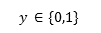 y ∈ {0,1}